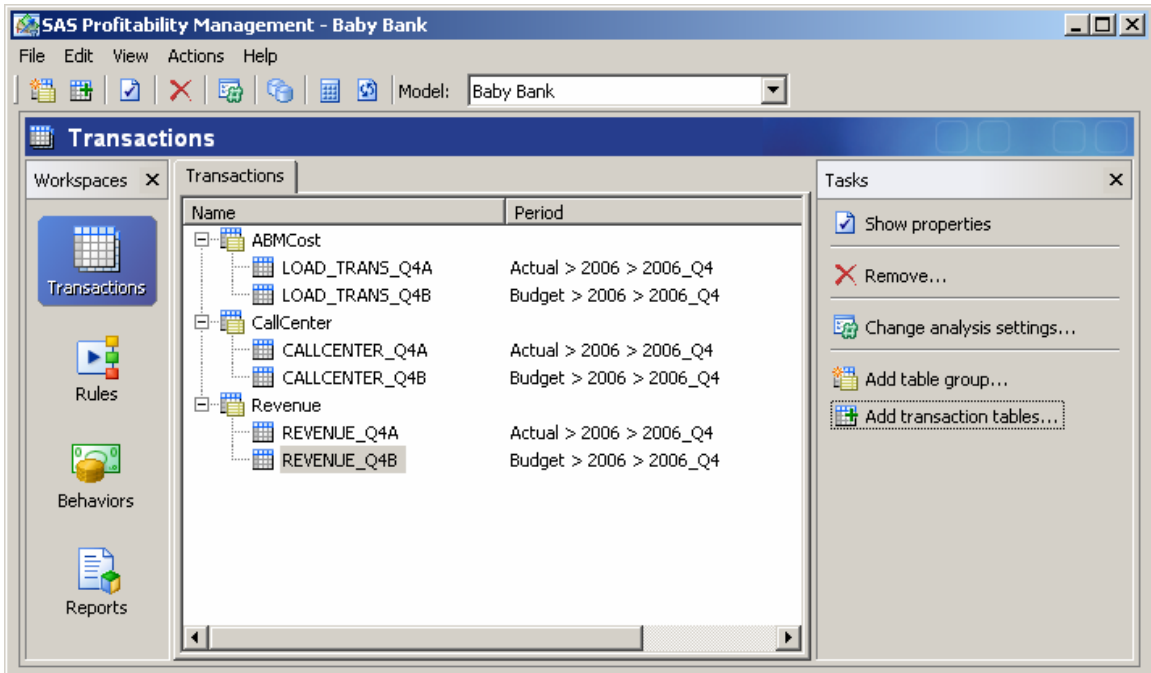 SAS Profitability Management - Baby Bank
File Edit View Actions Help
Model: Baby Bank
Transactions
Workspaces
Transactions
Rules
Behaviors
Reports
Transactions
Name Period
ABMCost
LOAD_TRANS_Q4A Actual > 2006 > 2006_Q4
LOAD_TRANS_Q4B Budget > 2006 > 2006_Q4
CallCenter
CALLCENTER_Q4A Actual > 2006 > 2006_Q4
CALLCENTER_Q4B Budget > 2006 > 2006_Q4
Revenue
REVENUE_Q4A Actual > 2006 > 2006_Q4
REVENUE_Q4B Budget > 2006 > 2006_Q4
Tasks
Show properties
Remove...
Change analysis settings...
Add table group...
Add transaction tables...